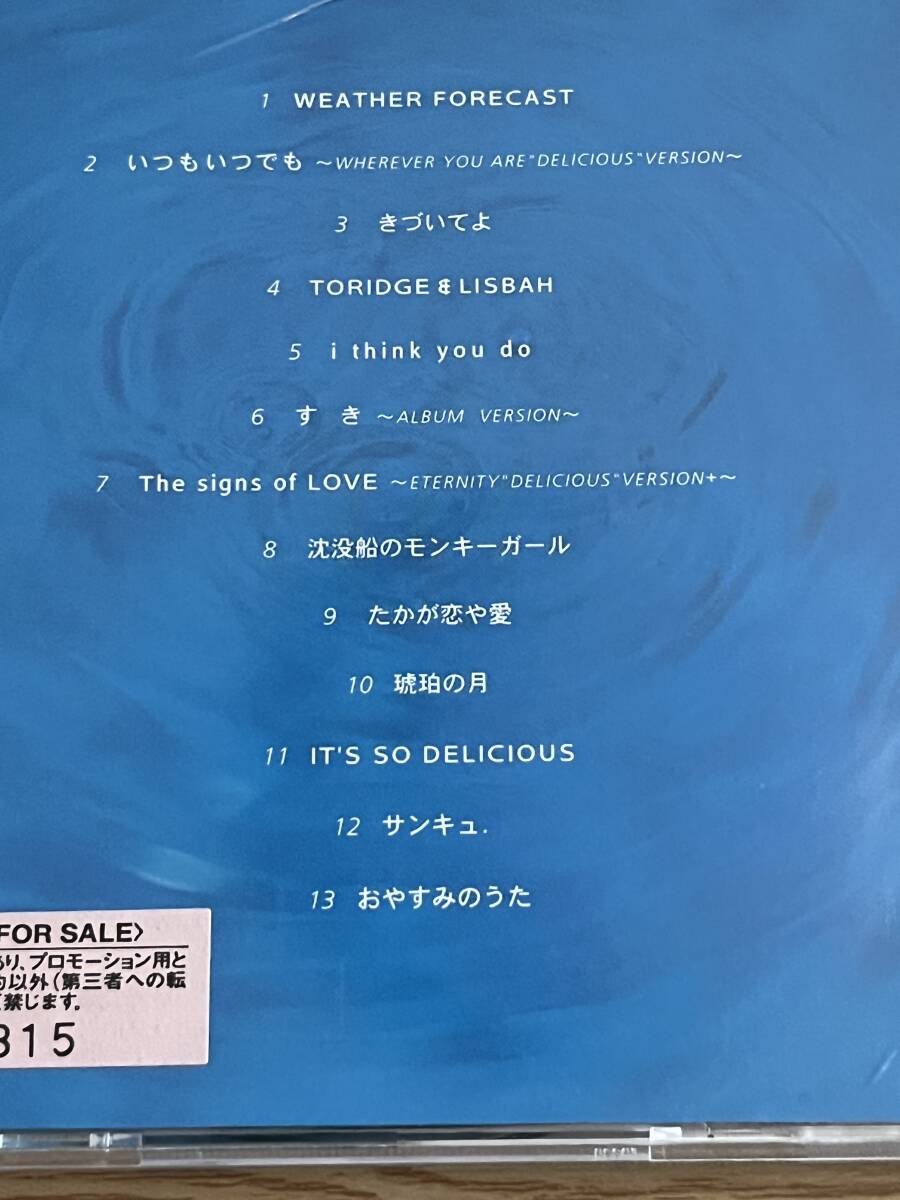 1 WEATHER FORECAST
2 いつもいつでも ～WHEREVER YOU ARE"DELICIOUS"VERSION～
3 きづいてよ
4 TORIDGE & LISBAH
5 i think you do
6 すき ～ALBUM VERSION～
7 The signs of LOVE ～ETERNITY"DELICIOUS"VERSION+～
8 沈没船のモンキーガール
9 たかが恋や愛
10 琥珀の月
11 IT'S SO DELICIOUS
12 サンキュ.
13 おやすみのうた
FOR SALE〉
あり、プロモーション用と
的以外(第三者への転
禁じます。
315